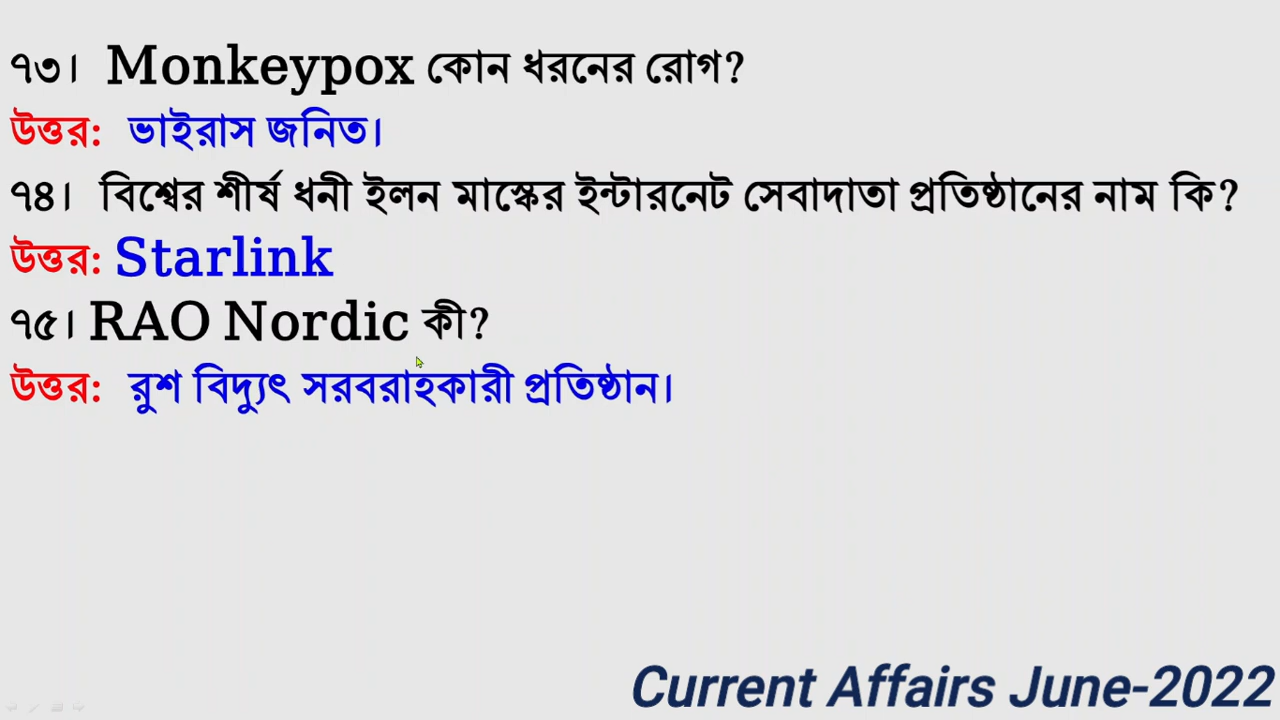 ৭৩। Monkeypox কোন ধরনের রোগ?
উত্তর: ভাইরাস জনিত।
৭৪। বিশ্বের শীর্ষ ধনী ইলন মাস্কের ইন্টারনেট সেবাদাতা প্রতিষ্ঠানের নাম কি?
উত্তর: Starlink
৭৫। RAO Nordic কী?
উত্তর: রুশ বিদ্যুৎ সরবরাহকারী প্রতিষ্ঠান।
Current Affairs June-2022